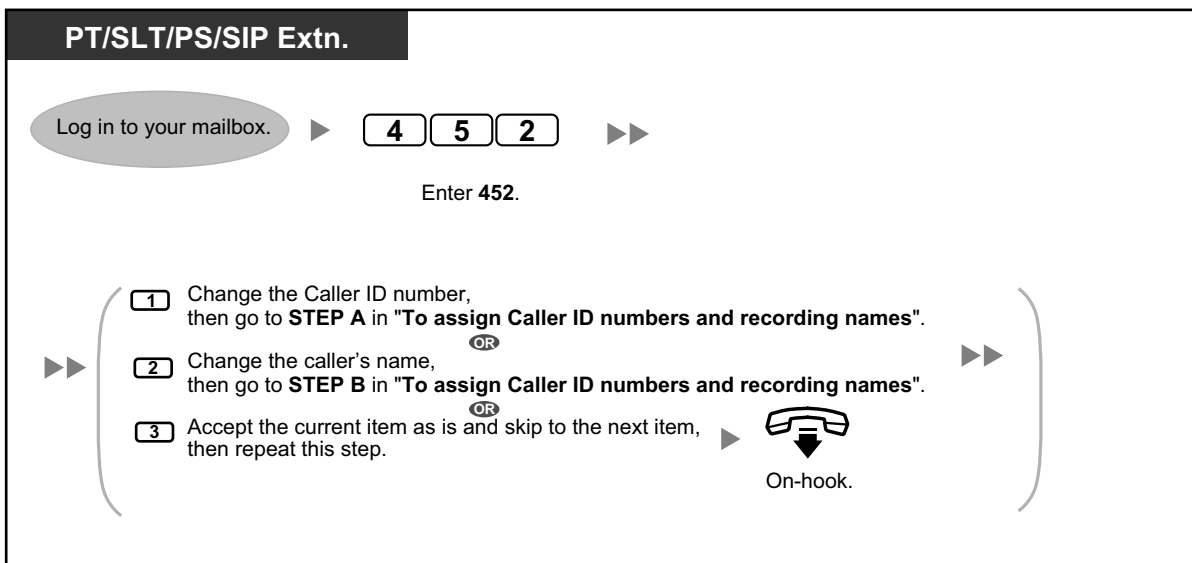 PT/SLT/PS/SIP Extn.
Log in to your mailbox.
4 5 2
Enter 452.
1 Change the Caller ID number,
then go to STEP A in "To assign Caller ID numbers and recording names".
OR
2 Change the caller's name,
then go to STEP B in "To assign Caller ID numbers and recording names".
OR
3 Accept the current item as is and skip to the next item,
then repeat this step.
On-hook.